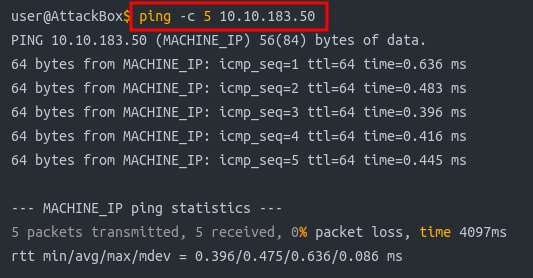 user@AttackBox$ ping -c 5 10.10.183.50
PING 10.10.183.50 (MACHINE_IP) 56(84) bytes of data.
64 bytes from MACHINE_IP: icmp_seq=1 ttl=64 time=0.636 ms
64 bytes from MACHINE_IP: icmp_seq=2 ttl=64 time=0.483 ms
64 bytes from MACHINE_IP: icmp_seq=3 ttl=64 time=0.396 ms
64 bytes from MACHINE_IP: icmp_seq=4 ttl=64 time=0.416 ms
64 bytes from MACHINE_IP: icmp_seq=5 ttl=64 time=0.445 ms
--- MACHINE_IP ping statistics ---
5 packets transmitted, 5 received, 0% packet loss, time 4097ms
rtt min/avg/max/mdev = 0.396/0.475/0.636/0.086 ms